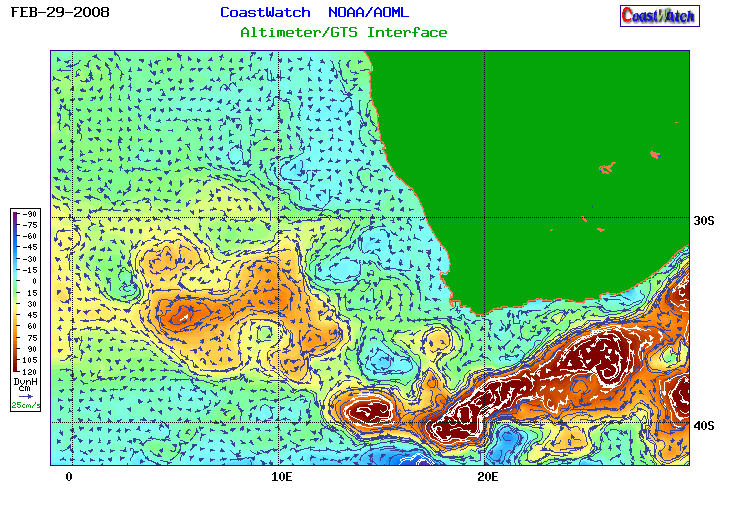 FEB-29-2008
CoastWatch NOAA/AOML
CoastWatch
Altimeter/GTS Interface
30S
-90
-75
-60
-45
-30
-15
0
15
30
45
60
75
90
105
120
DynH
cm
25cm/s
40S
0
10E
20E